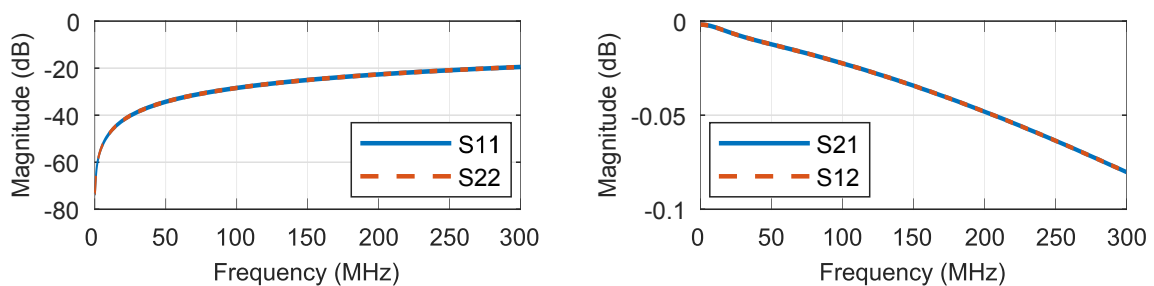 Magnitude (dB)
0
-20
-40
-60
-80
S11
S22
0 50 100 150 200 250 300
Frequency (MHz)
Magnitude (dB)
0
-0.05
-0.1
S21
S12
0 50 100 150 200 250 300
Frequency (MHz)